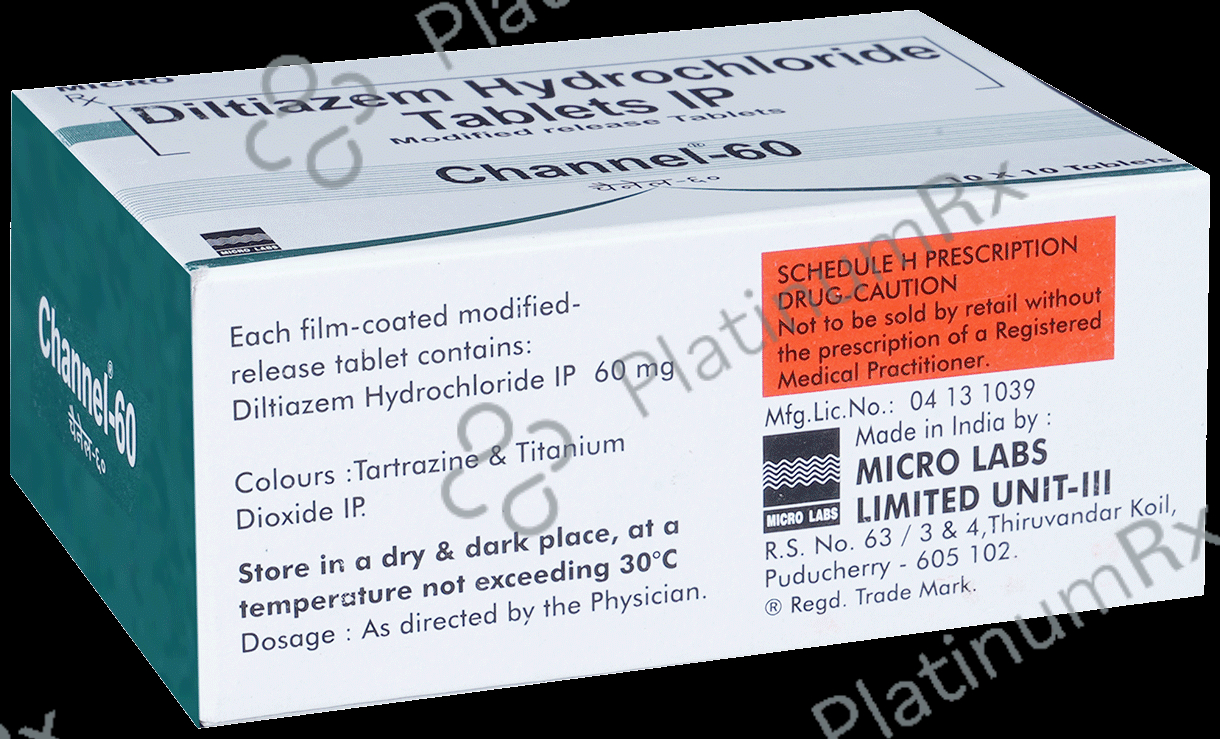 MICRO
Rx
Diltiazem Hydrochloride
Tablets IP
Modified release Tablets
Channel®-60
चैनेल-६०
10 X 10 Tablets
MICRO LABS
Channel®-60
चैनेल-६०
Each film-coated modified-
release tablet contains:
Diltiazem Hydrochloride IP 60 mg
Colours :Tartrazine & Titanium
Dioxide IP.
Store in a dry & dark place, at a
temperature not exceeding 30°C
Dosage : As directed by the Physician.
SCHEDULE H PRESCRIPTION
DRUG-CAUTION
Not to be sold by retail without
the prescription of a Registered
Medical Practitioner.
Mfg.Lic.No.: 04 13 1039
Made in India by :
MICRO LABS
LIMITED UNIT-III
MICRO LABS
R.S. No. 63 / 3 & 4,Thiruvandar Koil,
Puducherry - 605 102.
® Regd. Trade Mark.
Platinum
PlatinumRx
PlatinumRx
PlatinumRx
Rx